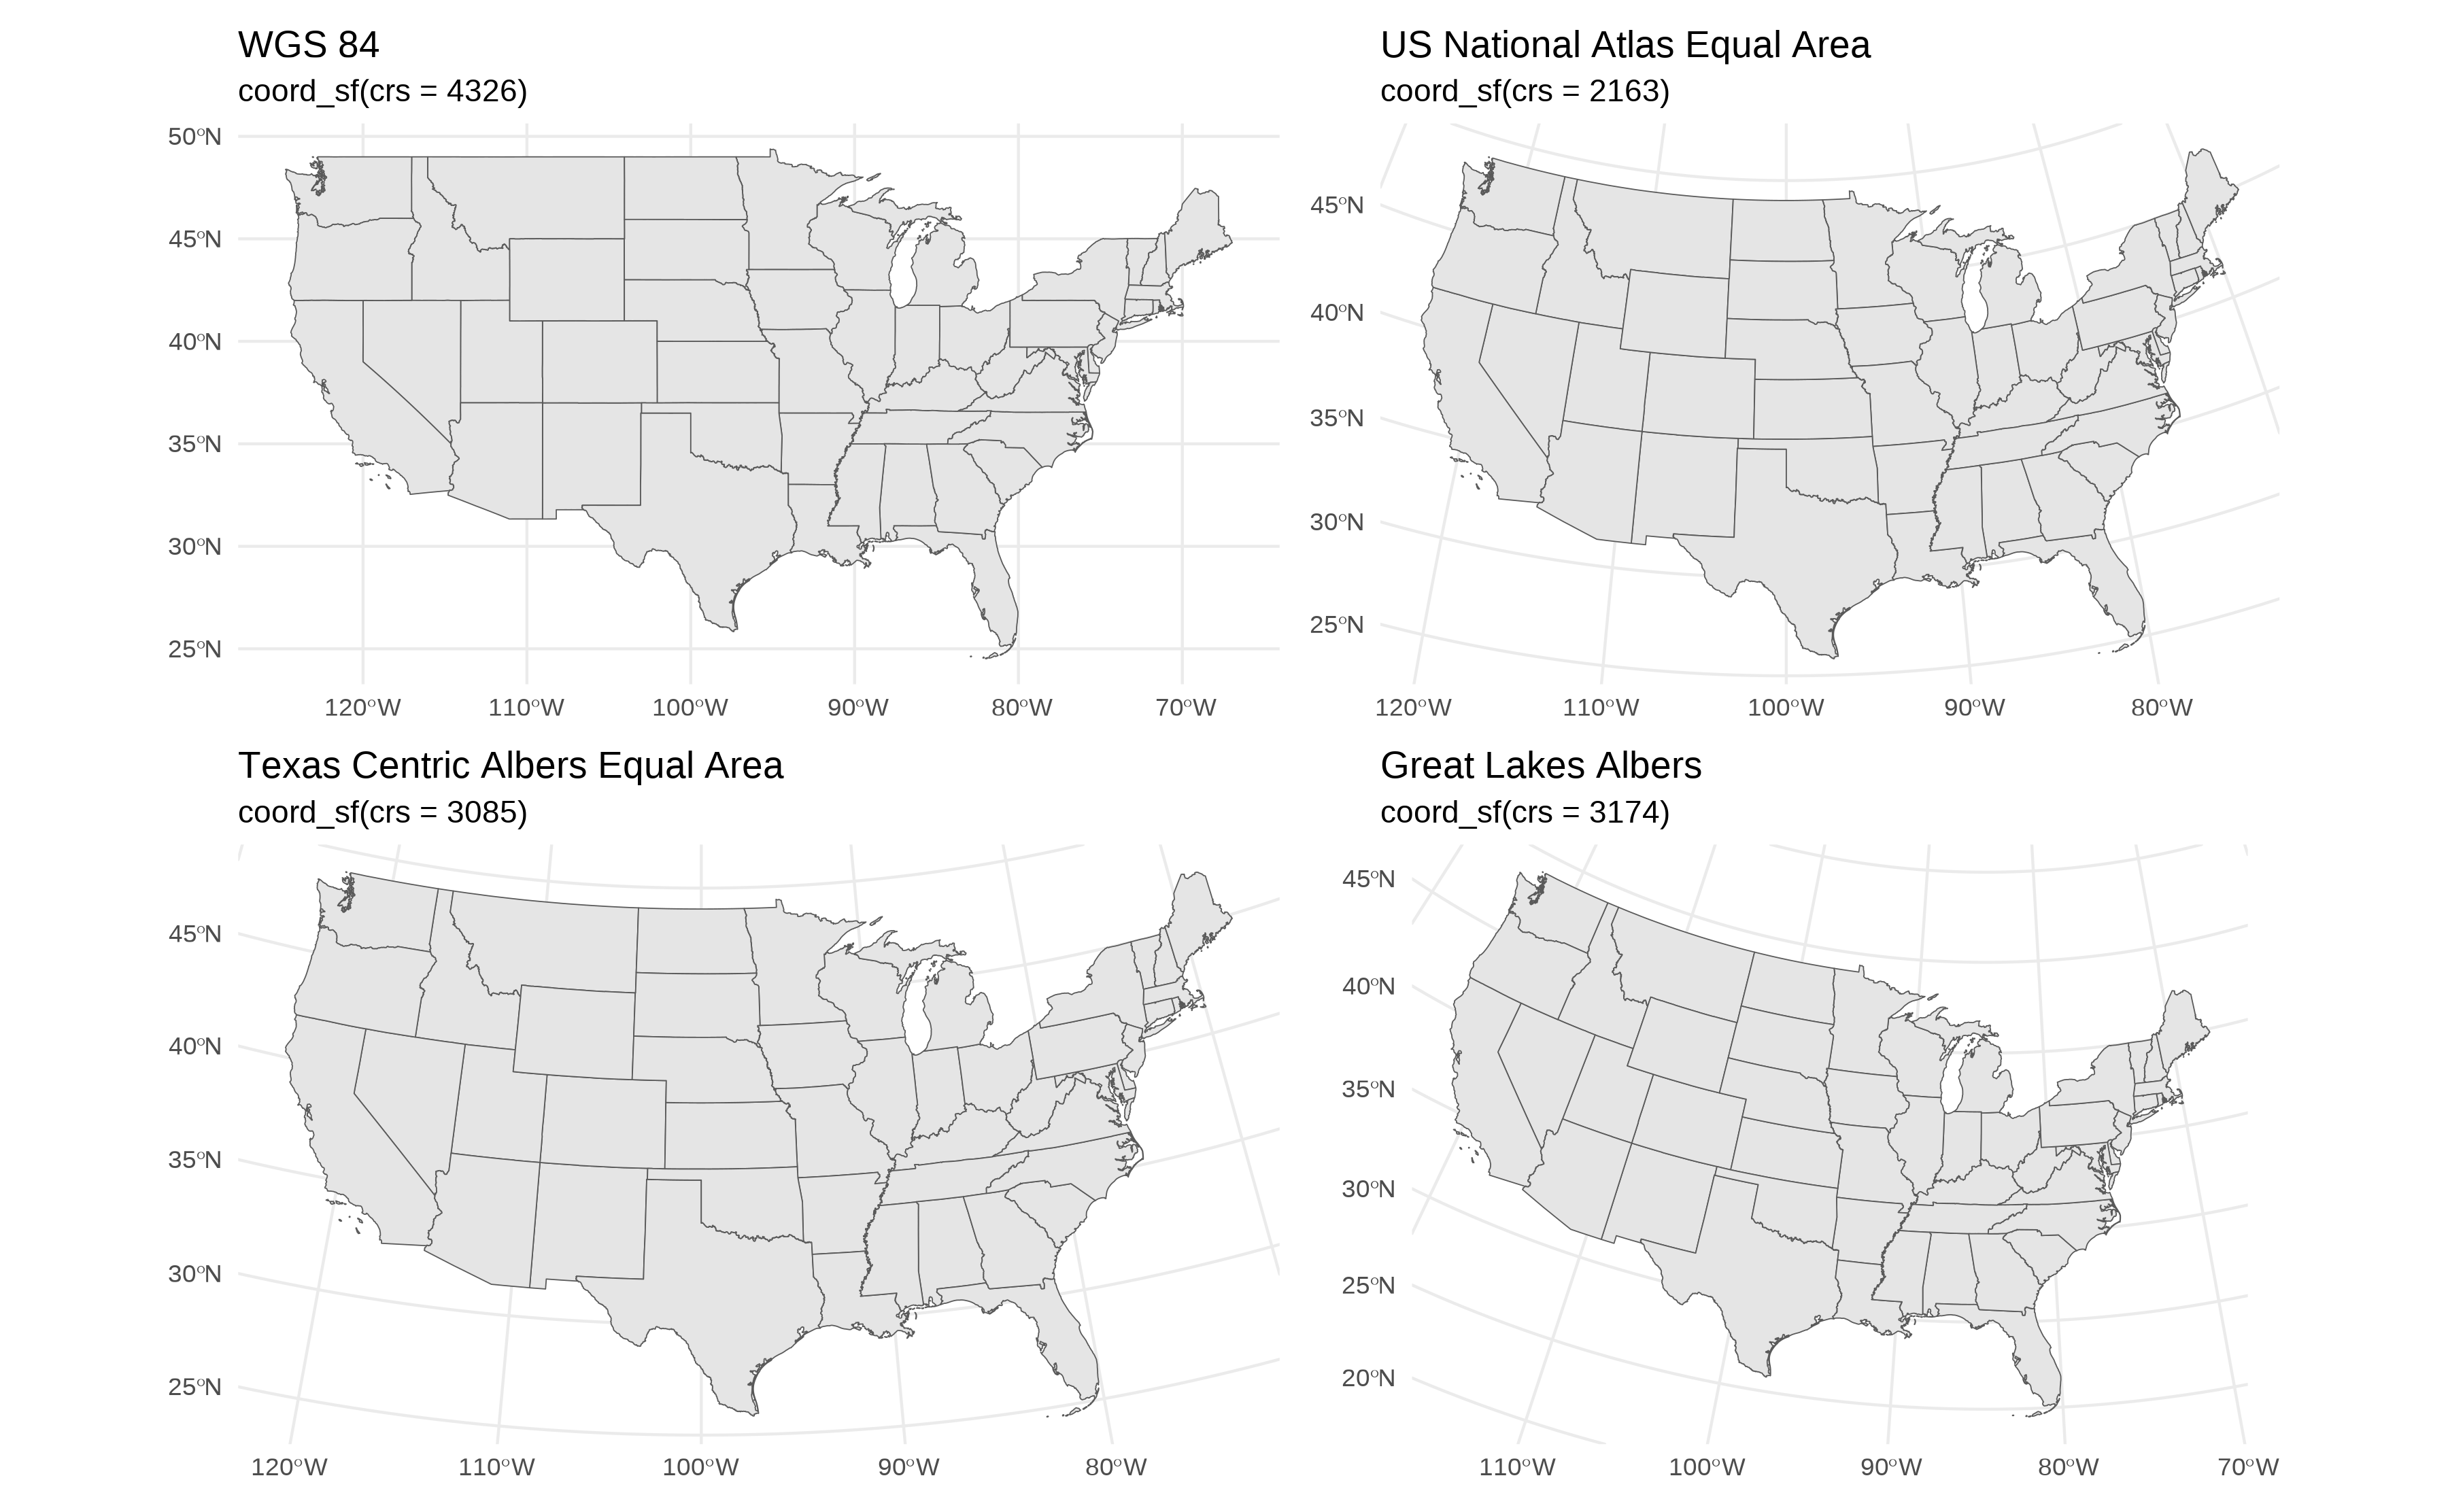 WGS 84
coord_sf(crs = 4326)
50°N
45°N
40°N
35°N
30°N
25°N
120°W 110°W 100°W 90°W 80°W 70°W
US National Atlas Equal Area
coord_sf(crs = 2163)
45°N
40°N
35°N
30°N
25°N
120°W 110°W 100°W 90°W 80°W
Texas Centric Albers Equal Area
coord_sf(crs = 3085)
45°N
40°N
35°N
30°N
25°N
120°W 110°W 100°W 90°W 80°W
Great Lakes Albers
coord_sf(crs = 3174)
45°N
40°N
35°N
30°N
25°N
20°N
110°W 100°W 90°W 80°W 70°W